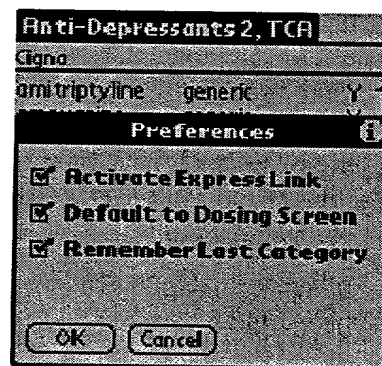 Anti-Depressants 2, TCA
Cigna
amitriptyline generic Y
Preferences i
Activate Express Link
Default to Dosing Screen
Remember Last Category
OK Cancel